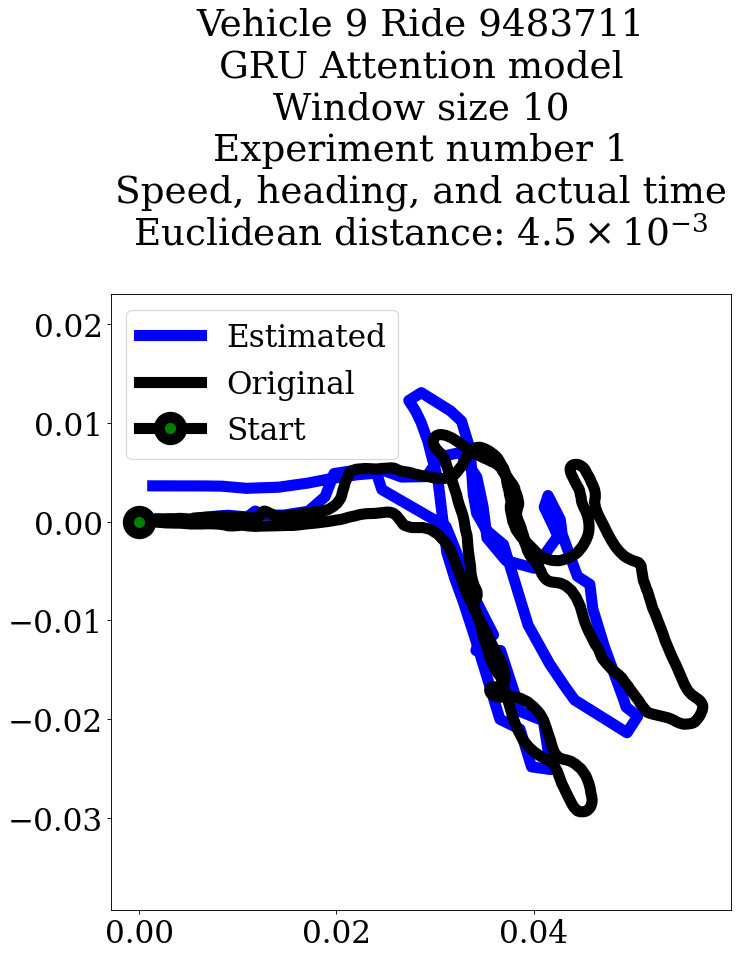 Vehicle 9 Ride 9483711
GRU Attention model
Window size 10
Experiment number 1
Speed, heading, and actual time
Euclidean distance: 4.5 × 10⁻³
Estimated
Original
Start
0.02
0.01
0.00
−0.01
−0.02
−0.03
0.00 0.02 0.04